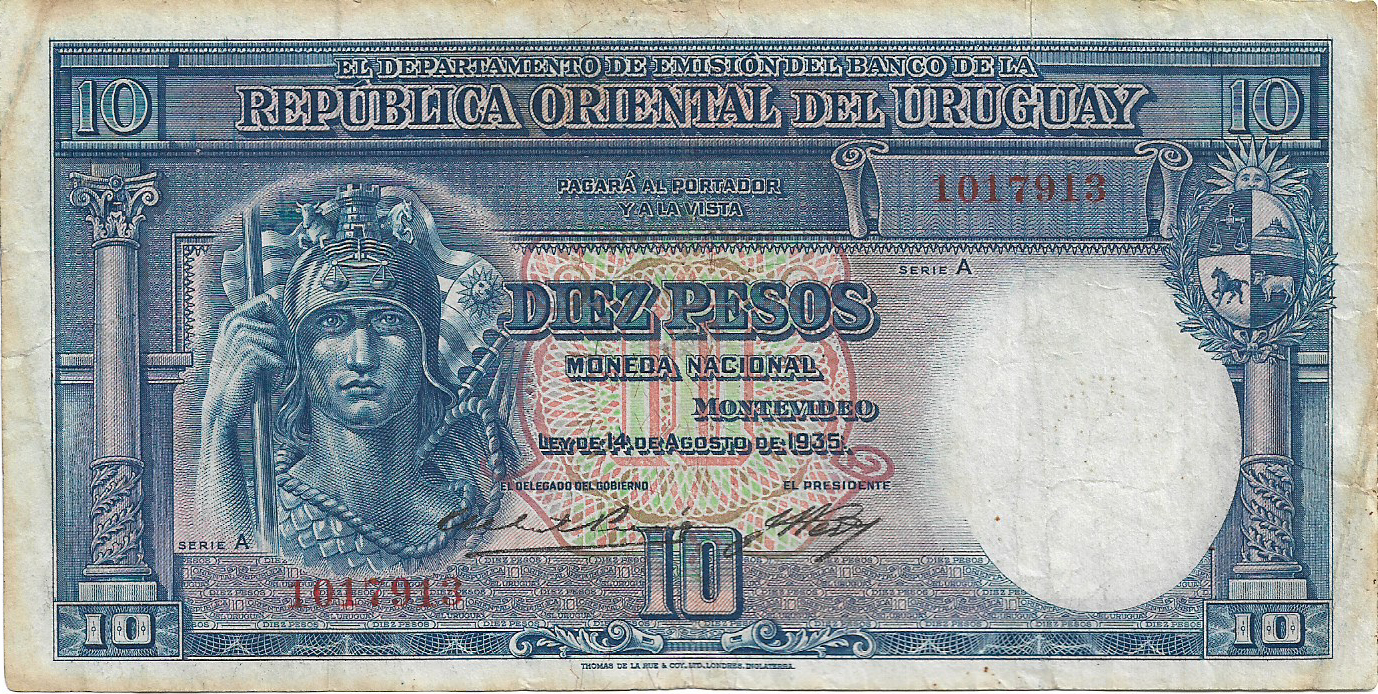 EL DEPARTAMENTO DE EMISIÓN DEL BANCO DE LA
10 REPÚBLICA ORIENTAL DEL URUGUAY 10
PAGARÁ AL PORTADOR
Y A LA VISTA
1017913
SERIE A
DIEZ PESOS
MONEDA NACIONAL
MONTEVIDEO
LEY DE 14 DE AGOSTO DE 1935.
EL DELEGADO DEL GOBIERNO EL PRESIDENTE
SERIE A
1017913
10 10 10
THOMAS DE LA RUE & COY. LTD. LONDRES. INGLATERRA.